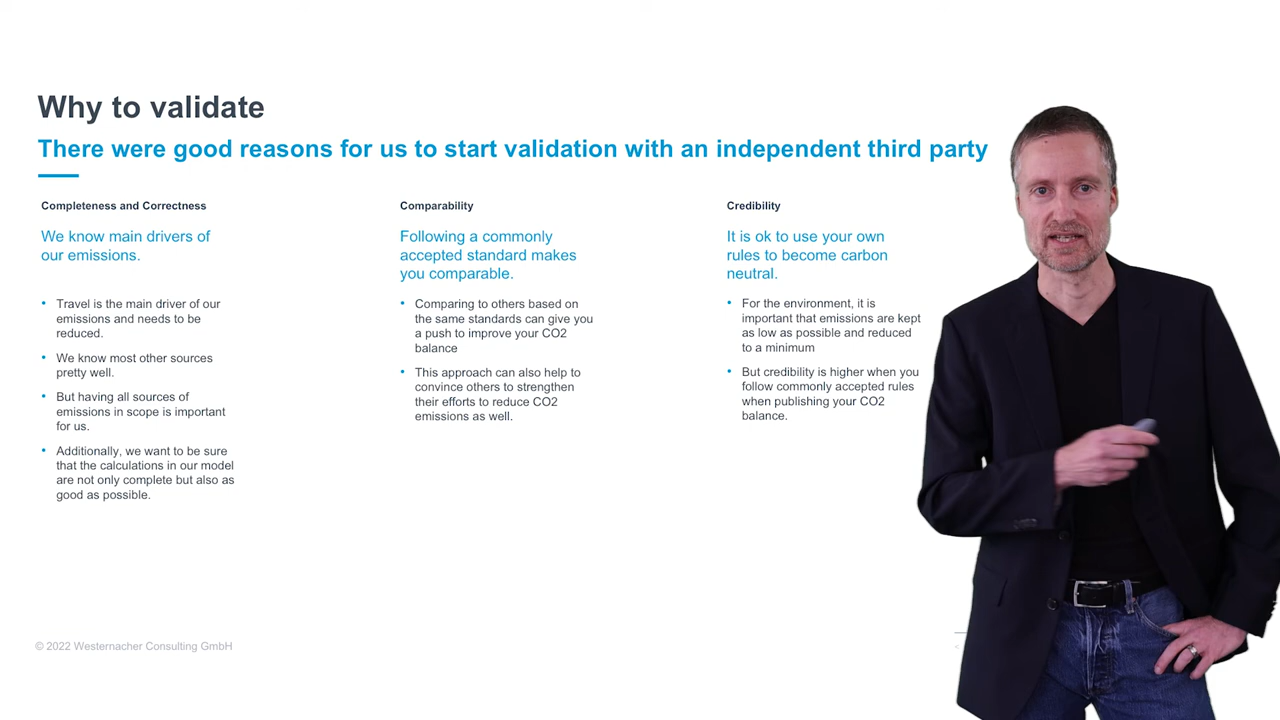 Why to validate
There were good reasons for us to start validation with an independent third party
Completeness and Correctness
We know main drivers of
our emissions.
• Travel is the main driver of our
emissions and needs to be
reduced.
• We know most other sources
pretty well.
• But having all sources of
emissions in scope is important
for us.
• Additionally, we want to be sure
that the calculations in our model
are not only complete but also as
good as possible.
Comparability
Following a commonly
accepted standard makes
you comparable.
• Comparing to others based on
the same standards can give you
a push to improve your CO2
balance
• This approach can also help to
convince others to strengthen
their efforts to reduce CO2
emissions as well.
Credibility
It is ok to use your own
rules to become carbon
neutral.
• For the environment, it is
important that emissions are kept
as low as possible and reduced
to a minimum
• But credibility is higher when you
follow commonly accepted rules
when publishing your CO2
balance.
© 2022 Westernacher Consulting GmbH